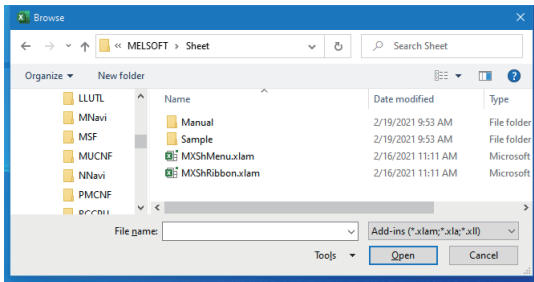 Browse
« MELSOFT › Sheet
Search Sheet
Organize
New folder
Name
Date modified
Type
LLUTL
MNavi
MSF
MUCNF
NNavi
PMCNF
Manual
2/19/2021 9:53 AM
File folder
Sample
2/19/2021 9:53 AM
File folder
MXShMenu.xlam
2/16/2021 11:11 AM
Microsoft
MXShRibbon.xlam
2/16/2021 11:11 AM
Microsoft
File name:
Add-ins (*.xlam;*.xla;*.xll)
Tools
Open
Cancel